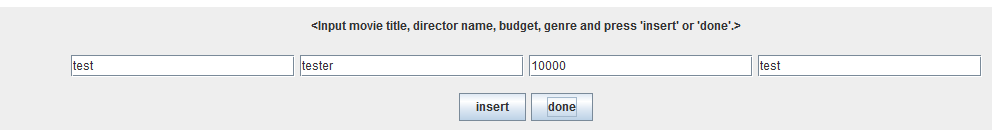 <Input movie title, director name, budget, genre and press 'insert' or 'done'.>
test tester 10000 test
insert done